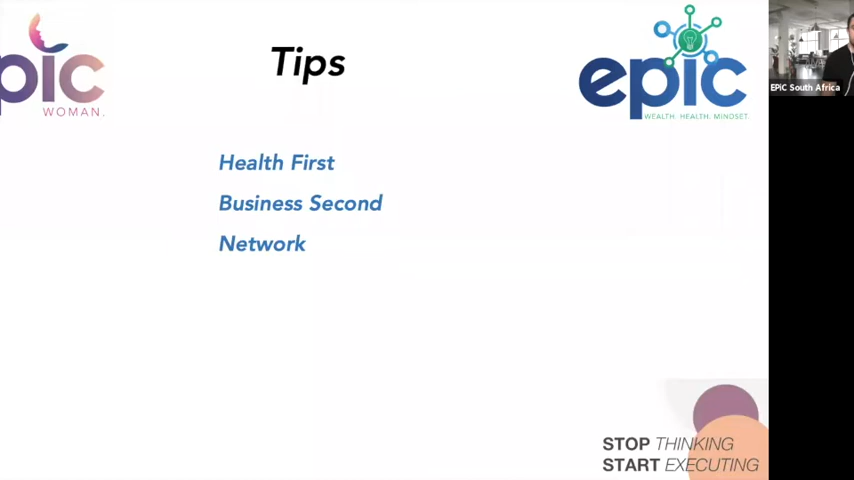 pic
WOMAN.
Tips
epic
WEALTH. HEALTH. MINDSET.
EPiC South Africa
Health First
Business Second
Network
STOP THINKING
START EXECUTING